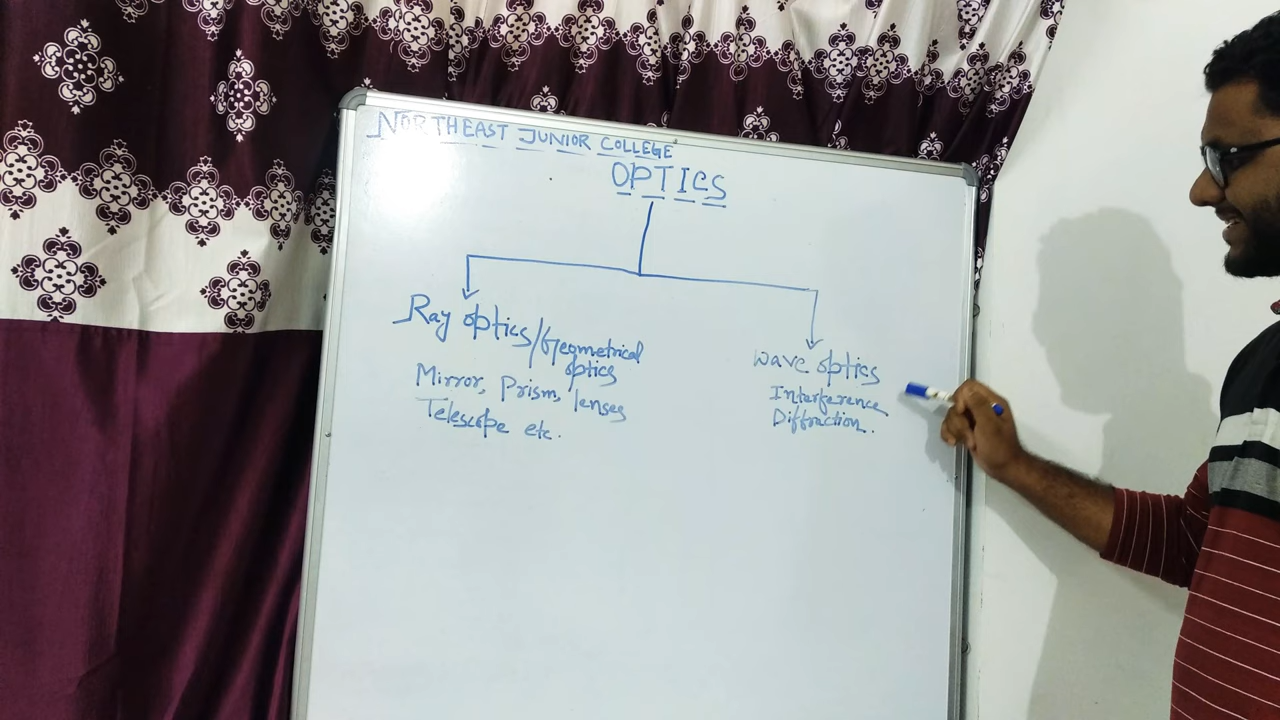 NORTHEAST JUNIOR COLLEGE
OPTICS
Ray optics/Geometrical
optics
Mirror, Prism, lenses
Telescope etc.
Wave optics
Interference
Diffraction.